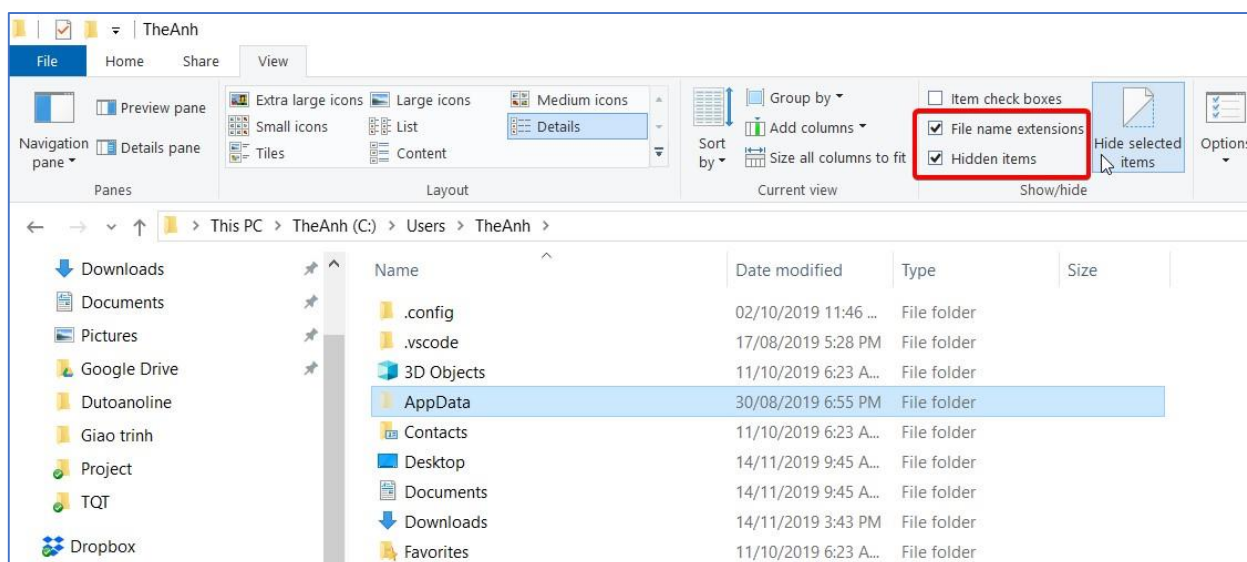 TheAnh
File Home Share View
Navigation pane
Preview pane
Details pane
Panes
Extra large icons Large icons Medium icons
Small icons List Details
Tiles Content
Layout
Sort by
Group by
Add columns
Size all columns to fit
Current view
Item check boxes
File name extensions
Hidden items
Hide selected items
Show/hide
Options
This PC > TheAnh (C:) > Users > TheAnh >
Downloads
Documents
Pictures
Google Drive
Dutoanoline
Giao trinh
Project
TQT
Dropbox
Name Date modified Type Size
.config 02/10/2019 11:46 ... File folder
.vscode 17/08/2019 5:28 PM File folder
3D Objects 11/10/2019 6:23 A... File folder
AppData 30/08/2019 6:55 PM File folder
Contacts 11/10/2019 6:23 A... File folder
Desktop 14/11/2019 9:45 A... File folder
Documents 14/11/2019 9:45 A... File folder
Downloads 14/11/2019 3:43 PM File folder
Favorites 11/10/2019 6:23 A... File folder